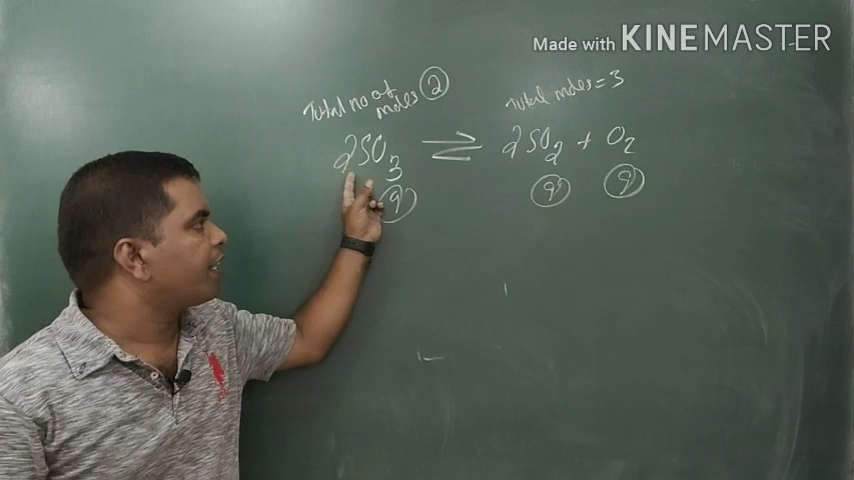 Made with KINEMASTER
Total no of
moles 2
Total moles = 3
2SO3 ⇌ 2SO2 + O2
g g g